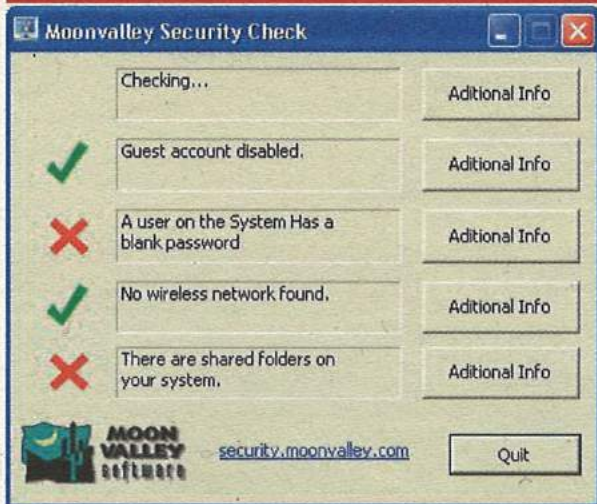 Moonvalley Security Check
Checking...
Aditional Info
Guest account disabled.
Aditional Info
A user on the System Has a
blank password
Aditional Info
No wireless network found.
Aditional Info
There are shared folders on
your system.
Aditional Info
MOON
VALLEY
software
security.moonvalley.com
Quit